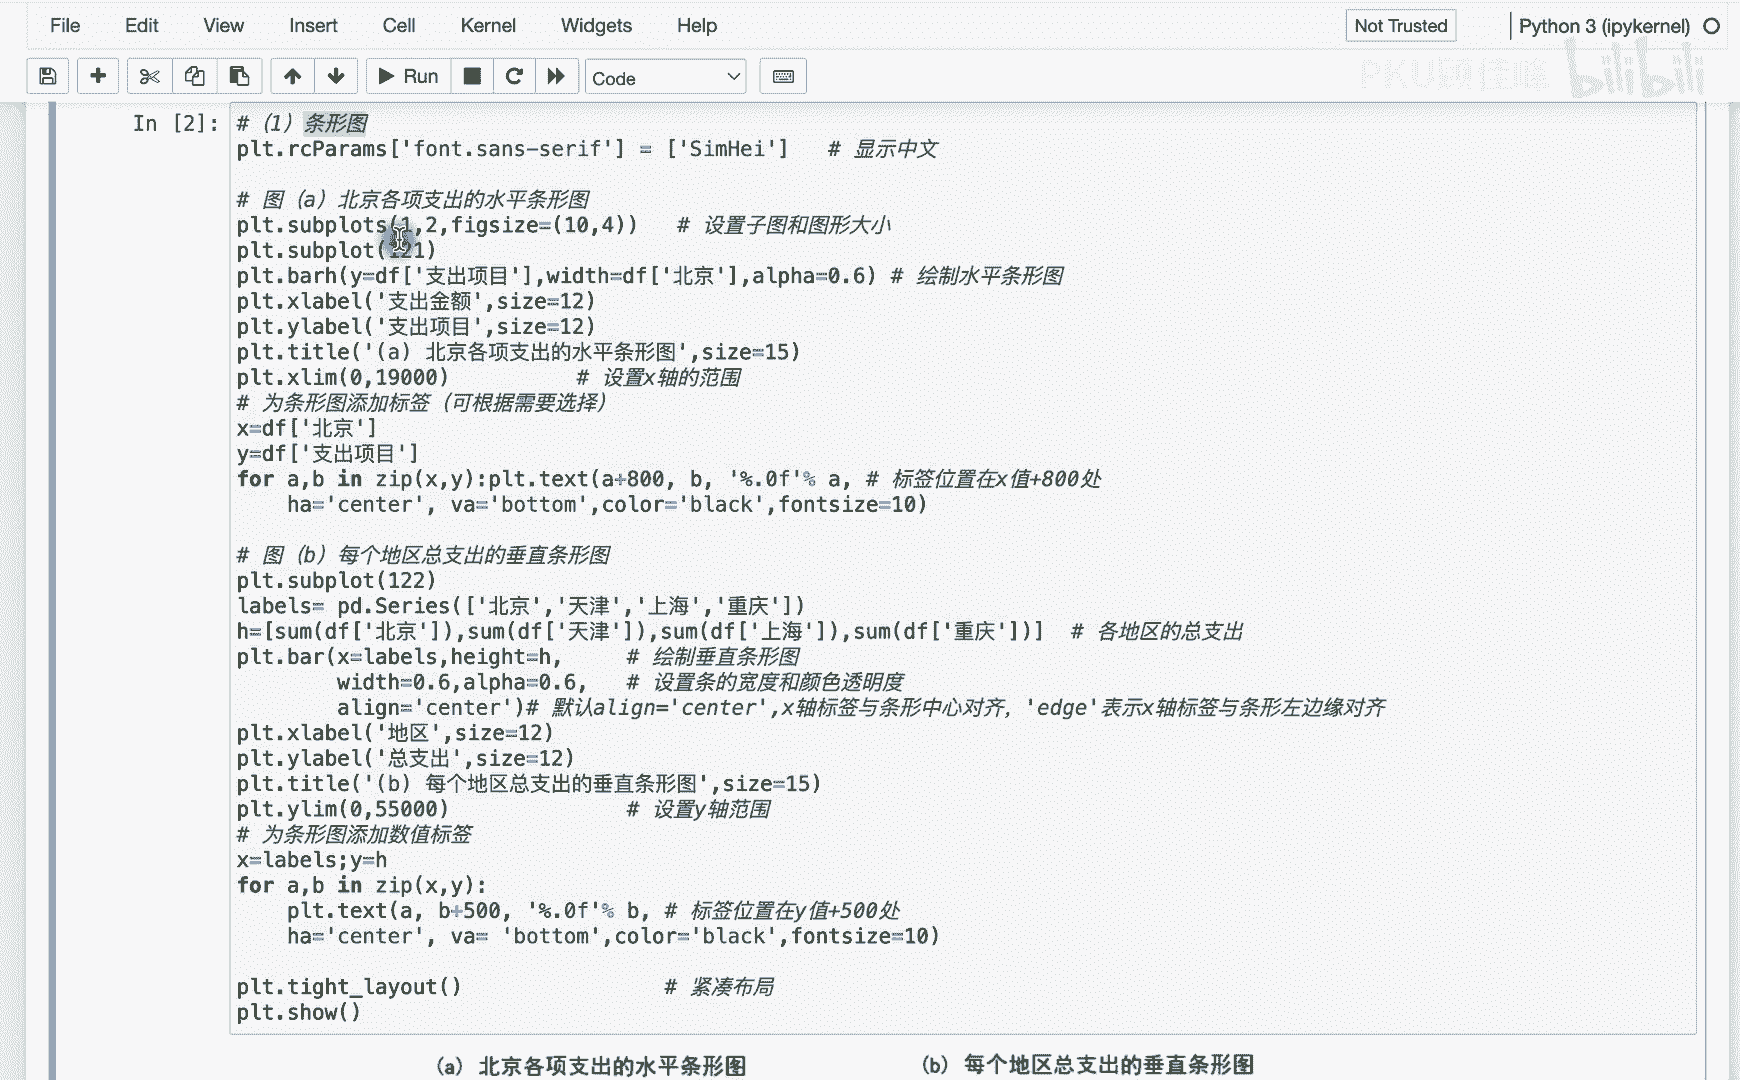 File Edit View Insert Cell Kernel Widgets Help Not Trusted Python 3 (ipykernel)
Run Code bilibili
In [2]: # （1）条形图
plt.rcParams['font.sans-serif'] = ['SimHei']   # 显示中文
# 图（a）北京各项支出的水平条形图
plt.subplots(1,2,figsize=(10,4))   # 设置子图和图形大小
plt.subplot(121)
plt.barh(y=df['支出项目'],width=df['北京'],alpha=0.6) # 绘制水平条形图
plt.xlabel('支出金额',size=12)
plt.ylabel('支出项目',size=12)
plt.title('(a) 北京各项支出的水平条形图',size=15)
plt.xlim(0,19000)          # 设置x轴的范围
# 为条形图添加标签（可根据需要选择）
x=df['北京']
y=df['支出项目']
for a,b in zip(x,y):plt.text(a+800, b, '%.0f'% a, # 标签位置在x值+800处
    ha='center', va='bottom',color='black',fontsize=10)
# 图（b）每个地区总支出的垂直条形图
plt.subplot(122)
labels= pd.Series(['北京','天津','上海','重庆'])
h=[sum(df['北京']),sum(df['天津']),sum(df['上海']),sum(df['重庆'])]  # 各地区的总支出
plt.bar(x=labels,height=h,     # 绘制垂直条形图
        width=0.6,alpha=0.6,   # 设置条的宽度和颜色透明度
        align='center')# 默认align='center',x轴标签与条形中心对齐，'edge'表示x轴标签与条形左边缘对齐
plt.xlabel('地区',size=12)
plt.ylabel('总支出',size=12)
plt.title('(b) 每个地区总支出的垂直条形图',size=15)
plt.ylim(0,55000)              # 设置y轴范围
# 为条形图添加数值标签
x=labels;y=h
for a,b in zip(x,y):
    plt.text(a, b+500, '%.0f'% b, # 标签位置在y值+500处
    ha='center', va= 'bottom',color='black',fontsize=10)
plt.tight_layout()                # 紧凑布局
plt.show()
(a) 北京各项支出的水平条形图 (b) 每个地区总支出的垂直条形图